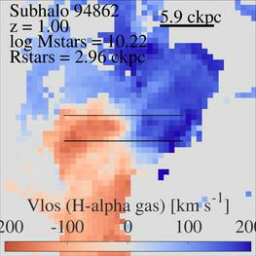 Subhalo 94862
5.9 ckpc
z = 1.00
log Mstars = 10.22
Rstars = 2.96 ckpc
Vlos (H-alpha gas) [km s⁻¹]
200 -100 0 100 200